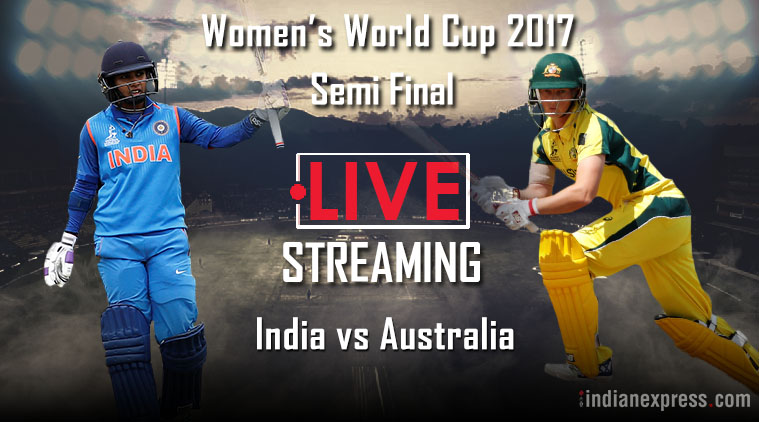 Women's World Cup 2017
Semi Final
LIVE
STREAMING
India vs Australia
INDIA
indianexpress.com